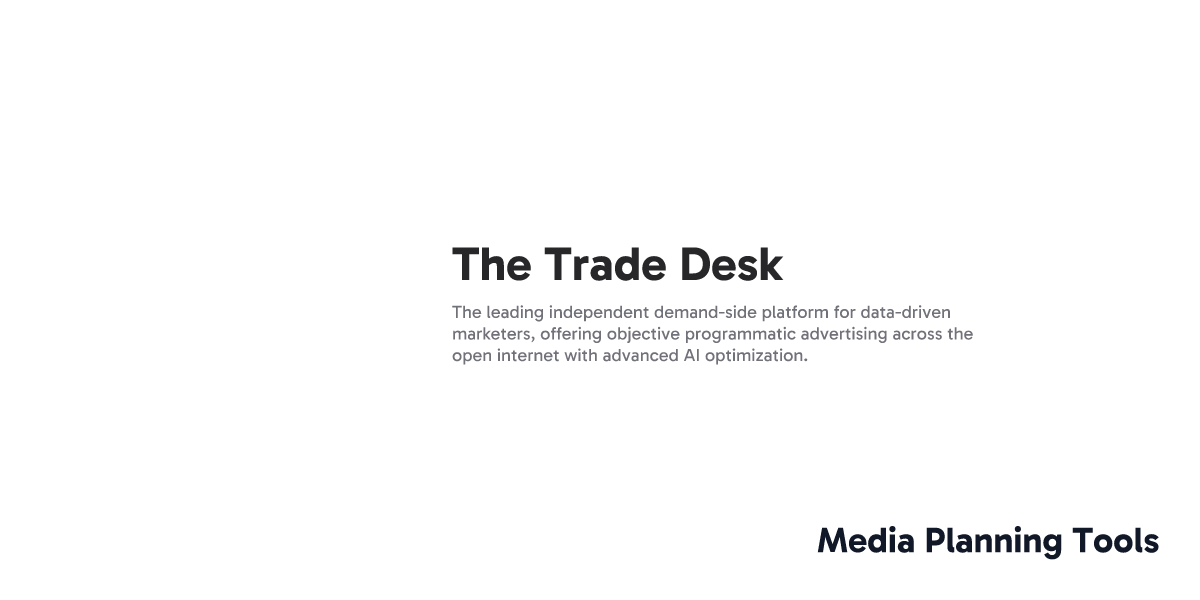 The Trade Desk
The leading independent demand-side platform for data-driven
marketers, offering objective programmatic advertising across the
open internet with advanced AI optimization.
Media Planning Tools